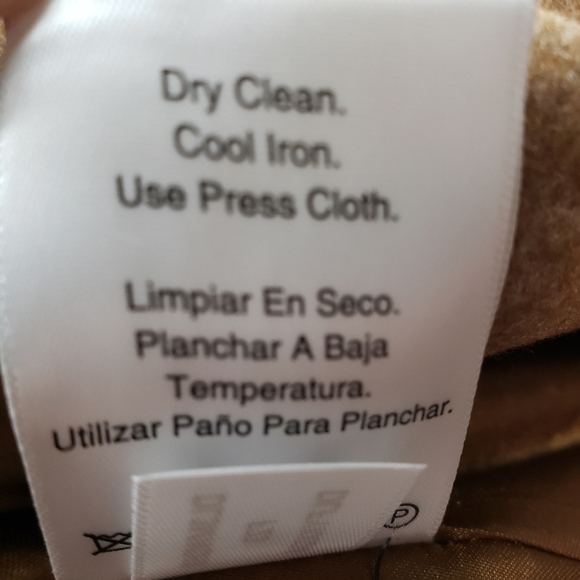 Dry Clean.
Cool Iron.
Use Press Cloth.
Limpiar En Seco.
Planchar A Baja
Temperatura.
Utilizar Paño Para Planchar.
P